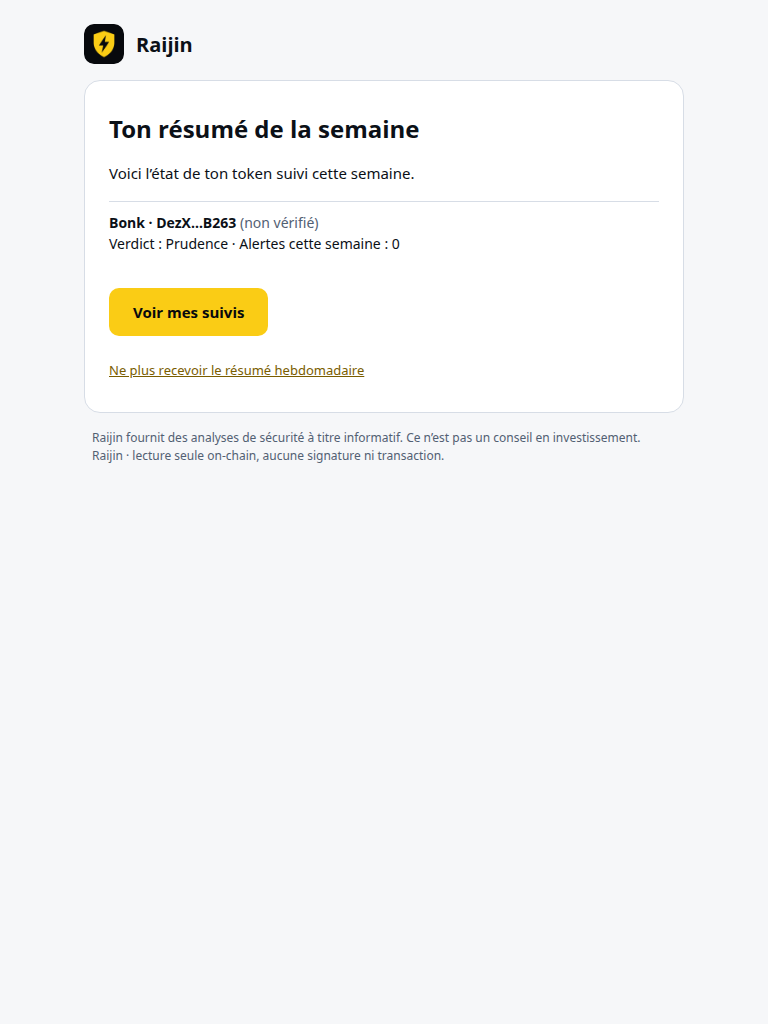 Raijin
Ton résumé de la semaine
Voici l’état de ton token suivi cette semaine.
Bonk · DezX…B263 (non vérifié)
Verdict : Prudence · Alertes cette semaine : 0
Voir mes suivis
Ne plus recevoir le résumé hebdomadaire
Raijin fournit des analyses de sécurité à titre informatif. Ce n’est pas un conseil en investissement.
Raijin · lecture seule on-chain, aucune signature ni transaction.